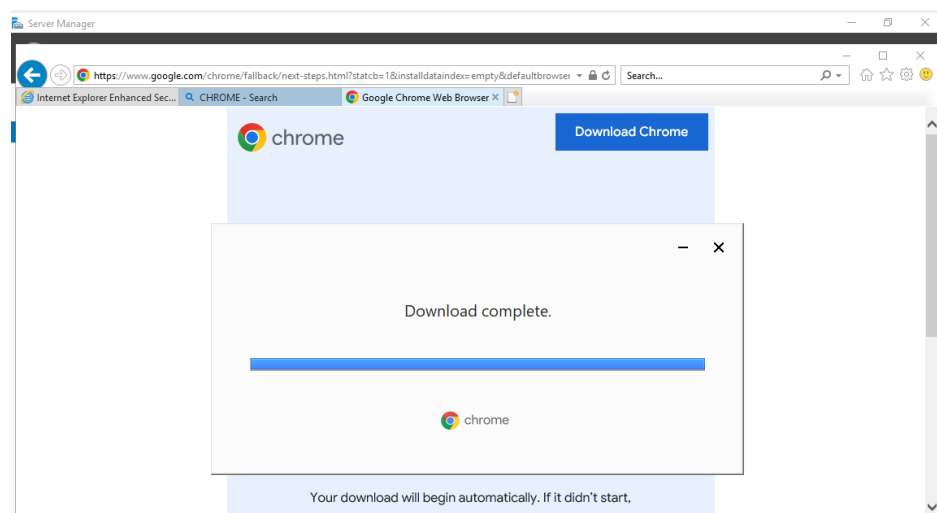 Server Manager
https://www.google.com/chrome/fallback/next-steps.html?statcb=1&installdataindex=empty&defaultbrowser Search...
Internet Explorer Enhanced Sec... CHROME - Search Google Chrome Web Browser
chrome Download Chrome
Download complete.
chrome
Your download will begin automatically. If it didn't start,